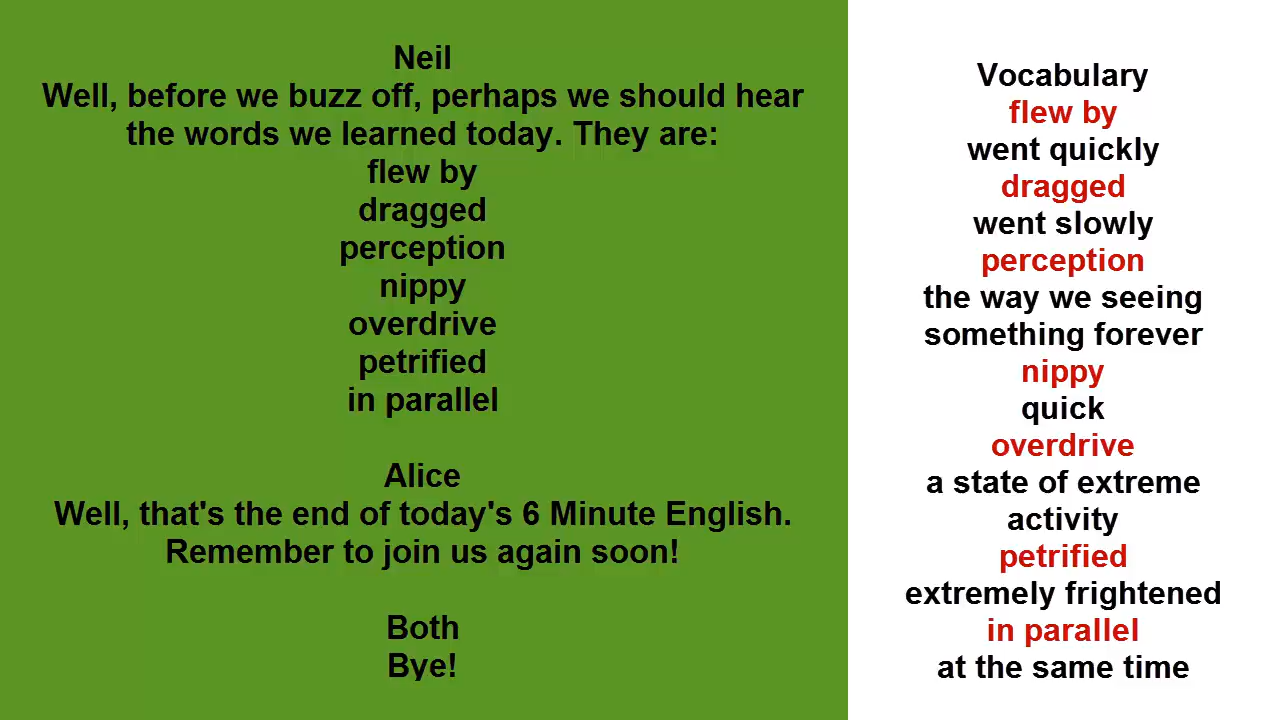 Neil
Well, before we buzz off, perhaps we should hear
the words we learned today. They are:
flew by
dragged
perception
nippy
overdrive
petrified
in parallel
Alice
Well, that's the end of today's 6 Minute English.
Remember to join us again soon!
Both
Bye!
Vocabulary
flew by
went quickly
dragged
went slowly
perception
the way we seeing
something forever
nippy
quick
overdrive
a state of extreme
activity
petrified
extremely frightened
in parallel
at the same time